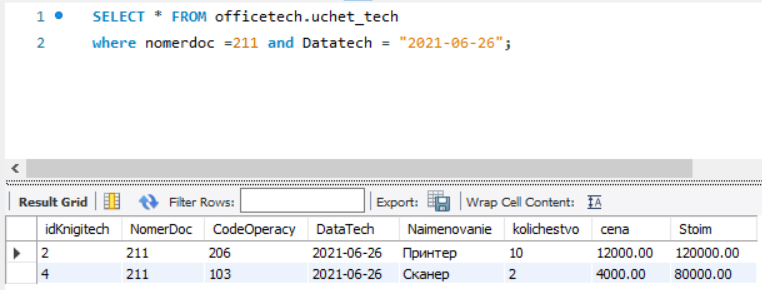 1 SELECT * FROM officetech.uchet_tech
2 where nomerdoc =211 and Datatech = "2021-06-26";
Result Grid Filter Rows: Export: Wrap Cell Content: IA
idKnigitech NomerDoc CodeOperacy DataTech Naimenovanie kolichestvo cena Stoim
2 211 206 2021-06-26 Принтер 10 12000.00 120000.00
4 211 103 2021-06-26 Сканер 2 4000.00 80000.00